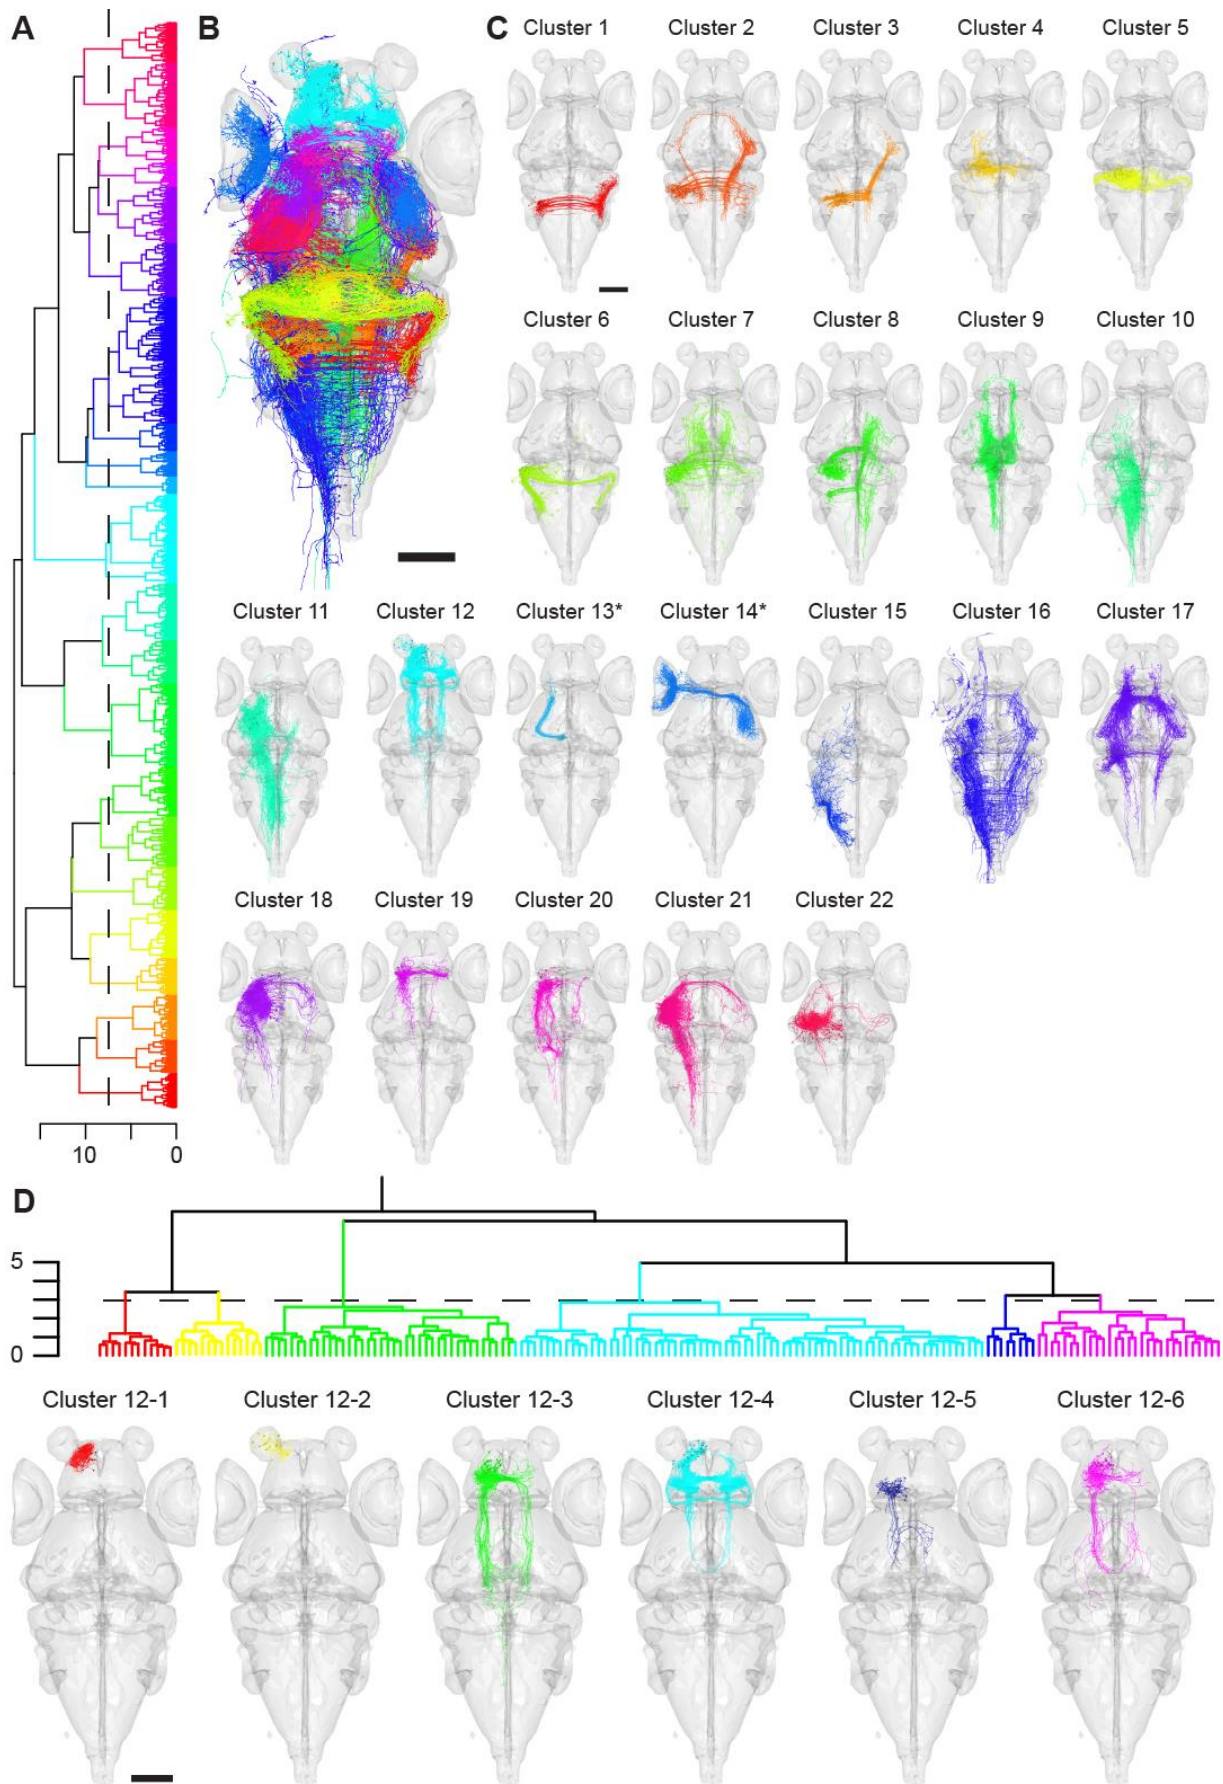 A
B
C
Cluster 1
Cluster 2
Cluster 3
Cluster 4
Cluster 5
Cluster 6
Cluster 7
Cluster 8
Cluster 9
Cluster 10
Cluster 11
Cluster 12
Cluster 13*
Cluster 14*
Cluster 15
Cluster 16
Cluster 17
Cluster 18
Cluster 19
Cluster 20
Cluster 21
Cluster 22
10
0
D
5
0
Cluster 12-1
Cluster 12-2
Cluster 12-3
Cluster 12-4
Cluster 12-5
Cluster 12-6